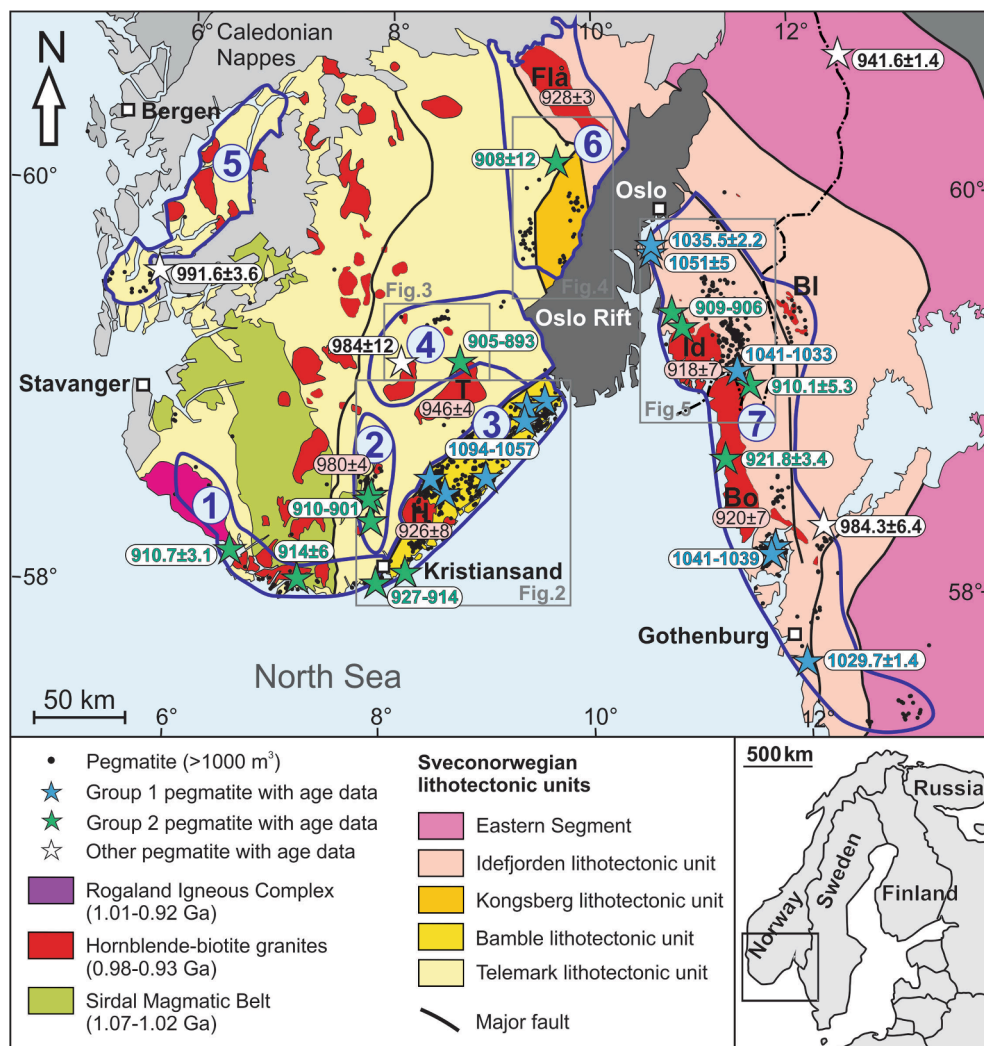 6°
8°
10°
12°
N
Caledonian
Nappes
Bergen
Flå
928±3
941.6±1.4
5
6
908±12
60°
60°
Oslo
1035.5±2.2
1051±5
991.6±3.6
Fig.3
Fig.4
Oslo Rift
909-906
Bl
984±12
4
905-893
Id
1041-1033
Stavanger
T
918±7
910.1±5.3
946±4
Fig.5
7
2
3
980±4
1094-1057
921.8±3.4
1
910-901
H
926±8
Bo
920±7
984.3±6.4
910.7±3.1
914±6
1041-1039
58°
Kristiansand
58°
927-914
Fig.2
Gothenburg
1029.7±1.4
North Sea
50 km
6°
8°
10°
12°
Pegmatite (>1000 m³)
Group 1 pegmatite with age data
Group 2 pegmatite with age data
Other pegmatite with age data
Rogaland Igneous Complex
(1.01-0.92 Ga)
Hornblende-biotite granites
(0.98-0.93 Ga)
Sirdal Magmatic Belt
(1.07-1.02 Ga)
Sveconorwegian
lithotectonic units
Eastern Segment
Idefjorden lithotectonic unit
Kongsberg lithotectonic unit
Bamble lithotectonic unit
Telemark lithotectonic unit
Major fault
500 km
Russia
Sweden
Finland
Norway